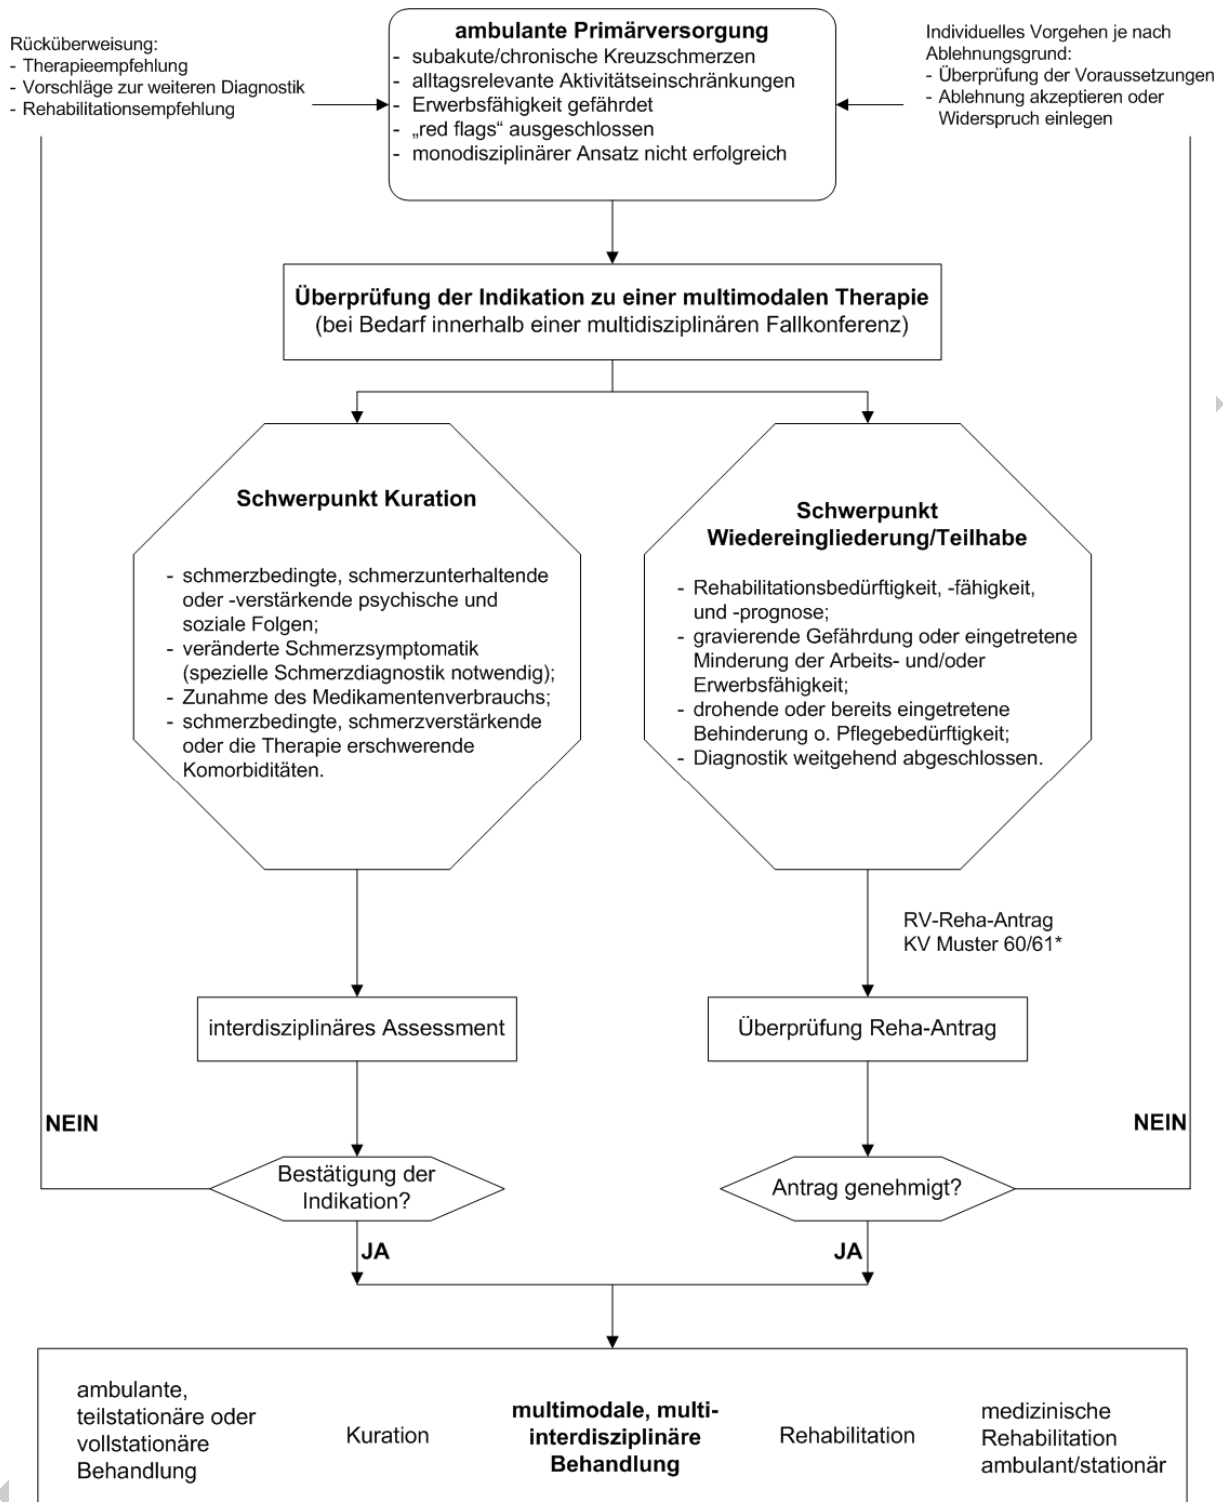 ambulante Primärversorgung
- subakute/chronische Kreuzschmerzen
- alltagsrelevante Aktivitätseinschränkungen
- Erwerbsfähigkeit gefährdet
- „red flags“ ausgeschlossen
- monodisziplinärer Ansatz nicht erfolgreich
Rücküberweisung:
- Therapieempfehlung
- Vorschläge zur weiteren Diagnostik
- Rehabilitationsempfehlung
Individuelles Vorgehen je nach
Ablehnungsgrund:
- Überprüfung der Voraussetzungen
- Ablehnung akzeptieren oder
Widerspruch einlegen
Überprüfung der Indikation zu einer multimodalen Therapie
(bei Bedarf innerhalb einer multidisziplinären Fallkonferenz)
Schwerpunkt Kuration
- schmerzbedingte, schmerzunterhaltende
oder -verstärkende psychische und
soziale Folgen;
- veränderte Schmerzsymptomatik
(spezielle Schmerzdiagnostik notwendig);
- Zunahme des Medikamentenverbrauchs;
- schmerzbedingte, schmerzverstärkende
oder die Therapie erschwerende
Komorbiditäten.
Schwerpunkt
Wiedereingliederung/Teilhabe
- Rehabilitationsbedürftigkeit, -fähigkeit,
und -prognose;
- gravierende Gefährdung oder eingetretene
Minderung der Arbeits- und/oder
Erwerbsfähigkeit;
- drohende oder bereits eingetretene
Behinderung o. Pflegebedürftigkeit;
- Diagnostik weitgehend abgeschlossen.
RV-Reha-Antrag
KV Muster 60/61*
interdisziplinäres Assessment
Überprüfung Reha-Antrag
NEIN
NEIN
Bestätigung der
Indikation?
Antrag genehmigt?
JA
JA
ambulante,
teilstationäre oder
vollstationäre
Behandlung
Kuration
multimodale, multi-
interdisziplinäre
Behandlung
Rehabilitation
medizinische
Rehabilitation
ambulant/stationär